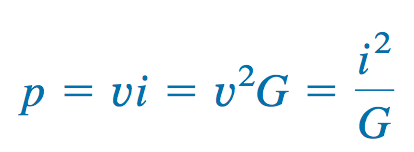 p = vi = v²G = i²/G